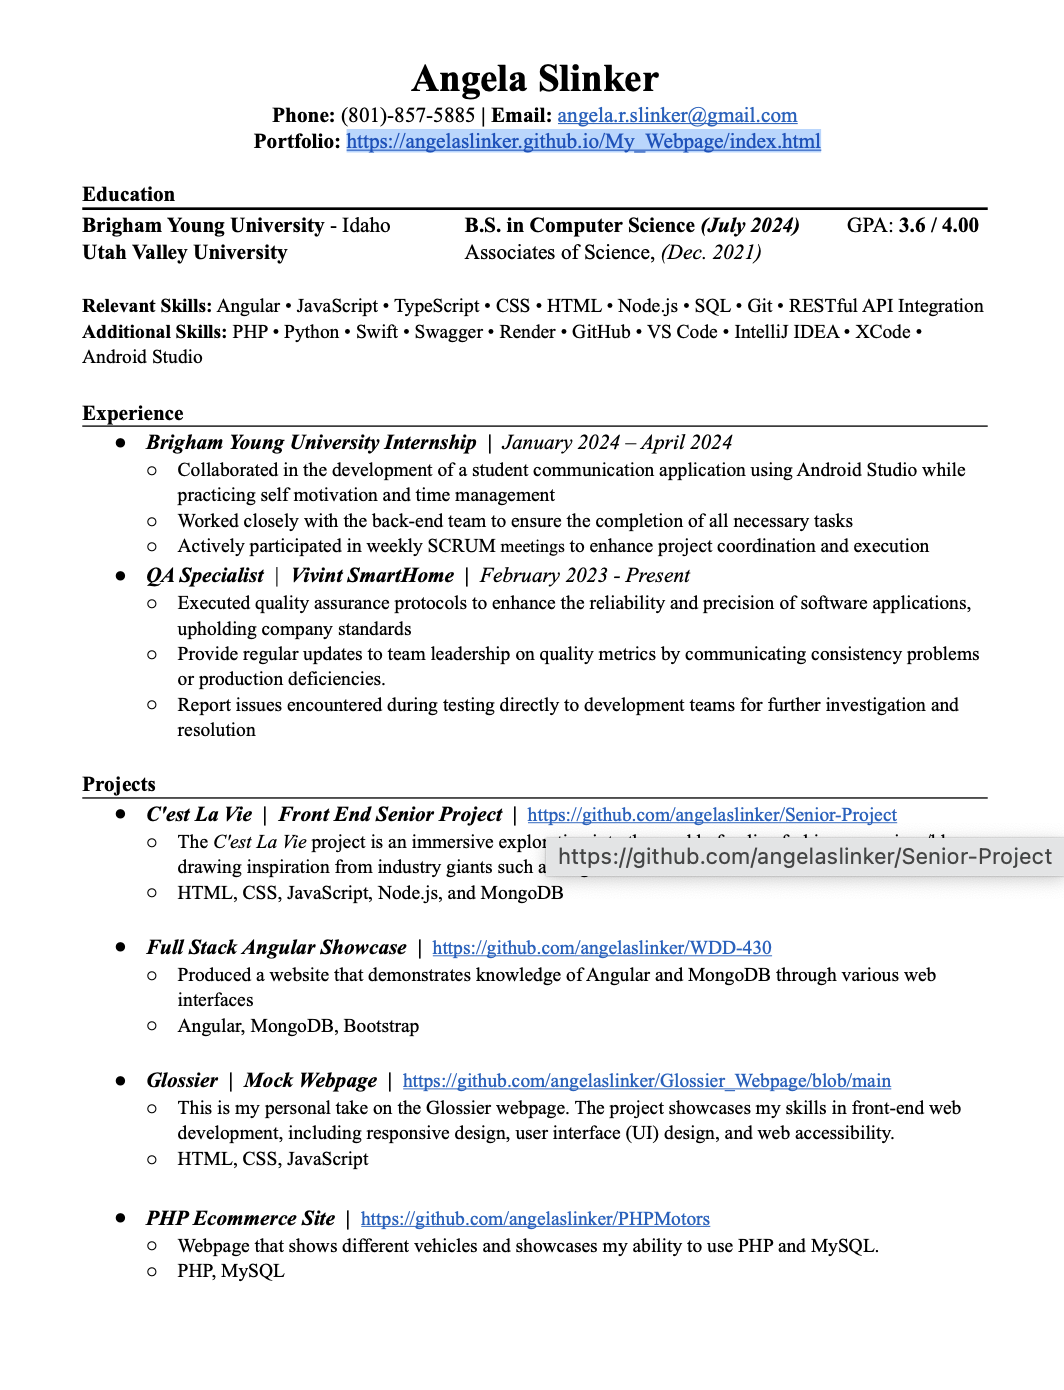 Angela Slinker
Phone: (801)-857-5885 | Email: angela.r.slinker@gmail.com
Portfolio: https://angelaslinker.github.io/My_Webpage/index.html
Education
Brigham Young University - Idaho B.S. in Computer Science (July 2024) GPA: 3.6 / 4.00
Utah Valley University Associates of Science, (Dec. 2021)
Relevant Skills: Angular • JavaScript • TypeScript • CSS • HTML • Node.js • SQL • Git • RESTful API Integration
Additional Skills: PHP • Python • Swift • Swagger • Render • GitHub • VS Code • IntelliJ IDEA • XCode •
Android Studio
Experience
● Brigham Young University Internship | January 2024 – April 2024
○ Collaborated in the development of a student communication application using Android Studio while
practicing self motivation and time management
○ Worked closely with the back-end team to ensure the completion of all necessary tasks
○ Actively participated in weekly SCRUM meetings to enhance project coordination and execution
● QA Specialist | Vivint SmartHome | February 2023 - Present
○ Executed quality assurance protocols to enhance the reliability and precision of software applications,
upholding company standards
○ Provide regular updates to team leadership on quality metrics by communicating consistency problems
or production deficiencies.
○ Report issues encountered during testing directly to development teams for further investigation and
resolution
Projects
● C'est La Vie | Front End Senior Project | https://github.com/angelaslinker/Senior-Project
○ The C'est La Vie project is an immersive
https://github.com/angelaslinker/Senior-Project
drawing inspiration from industry giants such
○ HTML, CSS, JavaScript, Node.js, and MongoDB
● Full Stack Angular Showcase | https://github.com/angelaslinker/WDD-430
○ Produced a website that demonstrates knowledge of Angular and MongoDB through various web
interfaces
○ Angular, MongoDB, Bootstrap
● Glossier | Mock Webpage | https://github.com/angelaslinker/Glossier_Webpage/blob/main
○ This is my personal take on the Glossier webpage. The project showcases my skills in front-end web
development, including responsive design, user interface (UI) design, and web accessibility.
○ HTML, CSS, JavaScript
● PHP Ecommerce Site | https://github.com/angelaslinker/PHPMotors
○ Webpage that shows different vehicles and showcases my ability to use PHP and MySQL.
○ PHP, MySQL